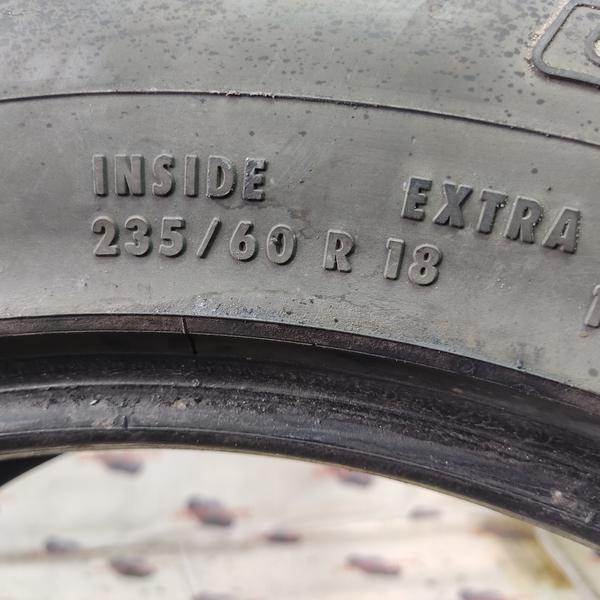 INSIDE EXTRA
235/60 R 18